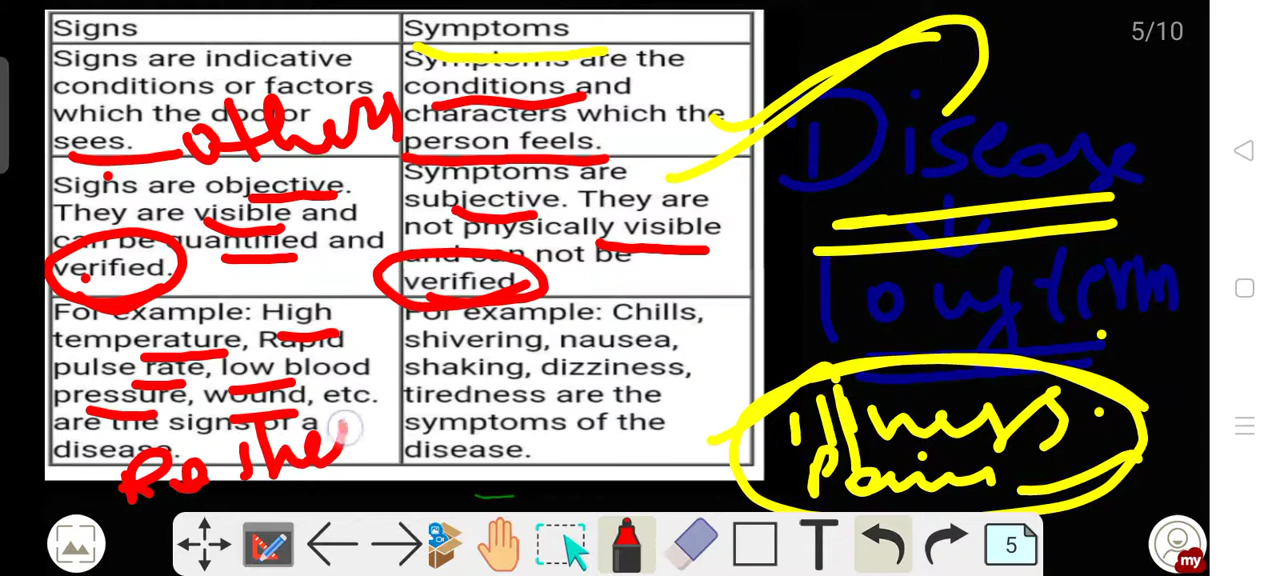 Signs
Signs are indicative
conditions or factors
which the doctor
sees.
others
Signs are objective.
They are visible and
can be quantified and
verified.
For example: High
temperature, Rapid
pulse rate, low blood
pressure, wound, etc.
are the signs of a
disease.
Symptoms
Symptoms are the
conditions and
characters which the
person feels.
Symptoms are
subjective. They are
not physically visible
and can not be
verified.
For example: Chills,
shivering, nausea,
shaking, dizziness,
tiredness are the
symptoms of the
disease.
5/10
Disease
longterm
illness
Pain
5
my